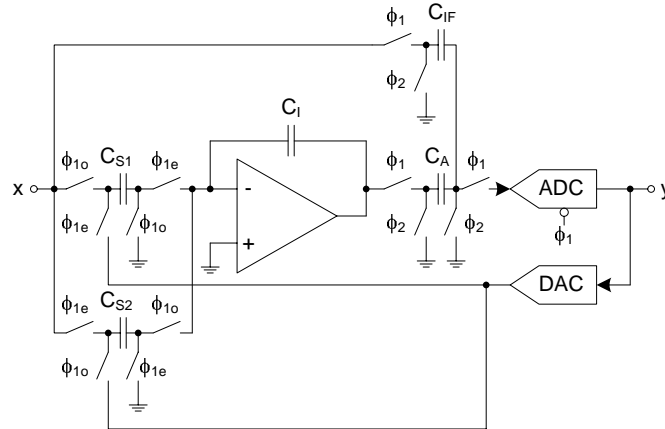 ϕ1 CIF
ϕ2
CI
ϕ1o CS1 ϕ1e
ϕ1 CA ϕ1
x
ADC
y
ϕ1e ϕ1o
-
+
ϕ2 ϕ2
ϕ1
ϕ1e CS2 ϕ1o
DAC
ϕ1o ϕ1e